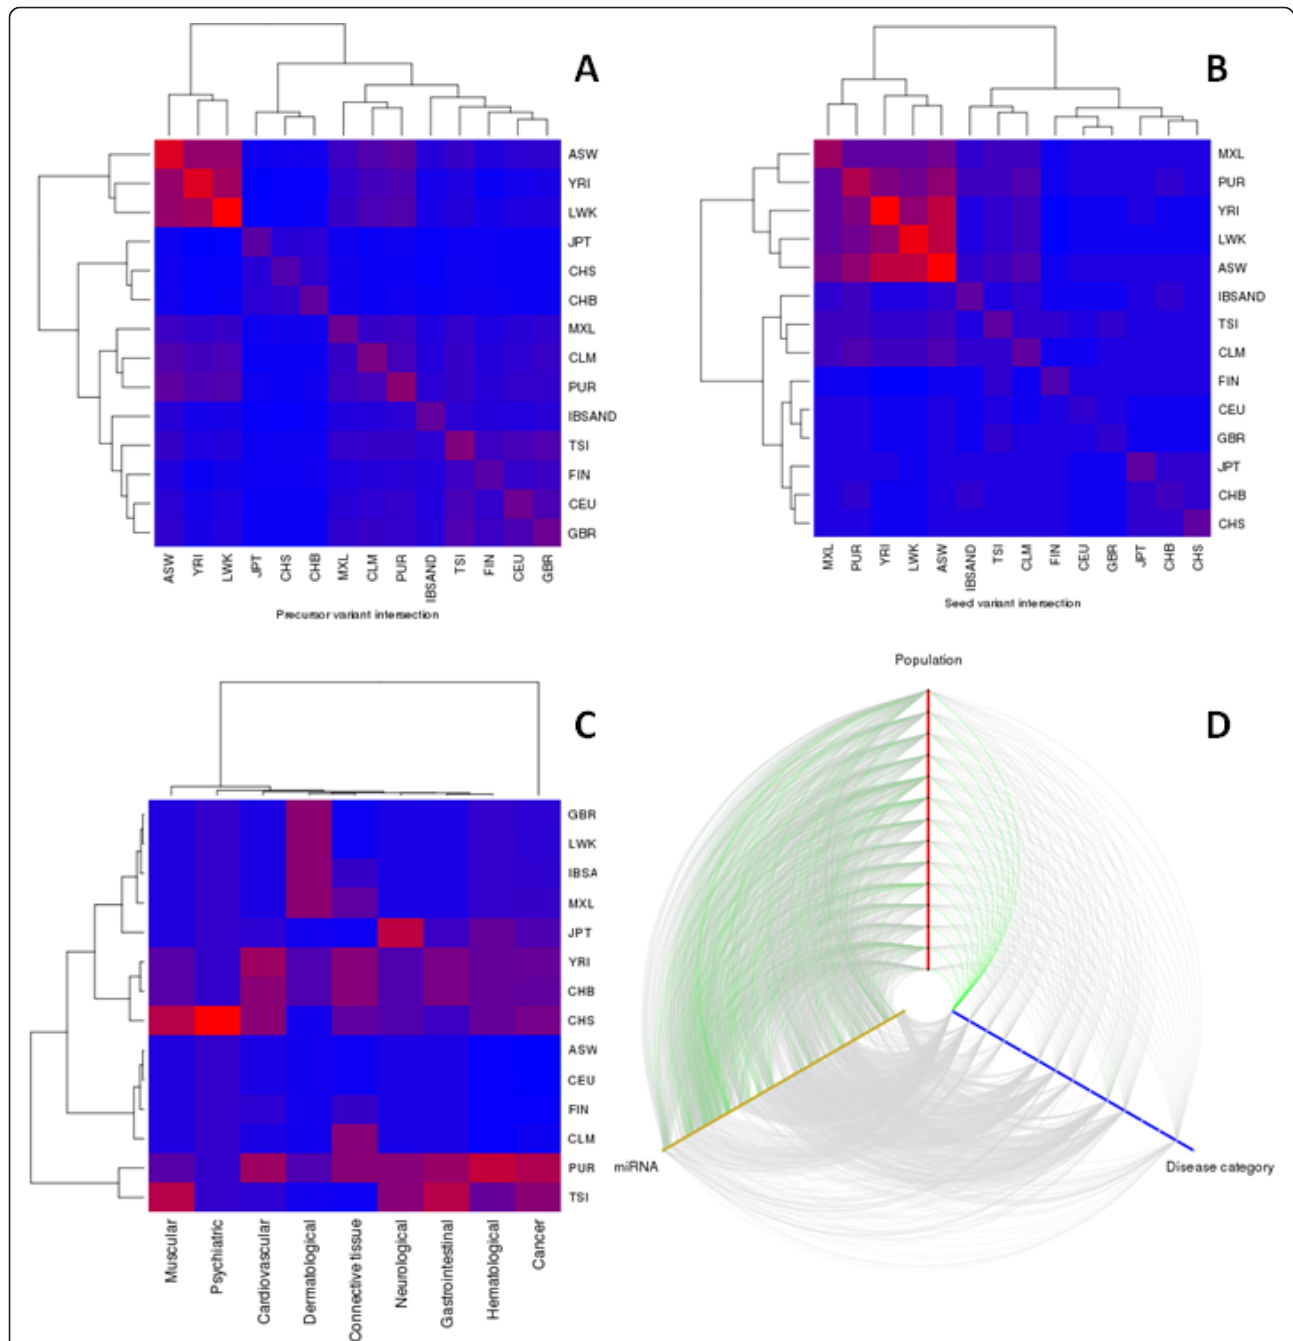 A
ASW
YRI
LWK
JPT
CHS
CHB
MXL
CLM
PUR
IBSAND
TSI
FIN
CEU
GBR
ASW YRI LWK JPT CHS CHB MXL CLM PUR IBSAND TSI FIN CEU GBR
Precursor variant intersection
B
MXL
PUR
YRI
LWK
ASW
IBSAND
TSI
CLM
FIN
CEU
GBR
JPT
CHB
CHS
MXL PUR YRI LWK ASW IBSAND TSI CLM FIN CEU GBR JPT CHB CHS
Seed variant intersection
C
GBR
LWK
IBSA
MXL
JPT
YRI
CHB
CHS
ASW
CEU
FIN
CLM
PUR
TSI
Muscular
Psychiatric
Cardiovascular
Dermatological
Connective tissue
Neurological
Gastrointestinal
Hematological
Cancer
Population
D
miRNA
Disease category